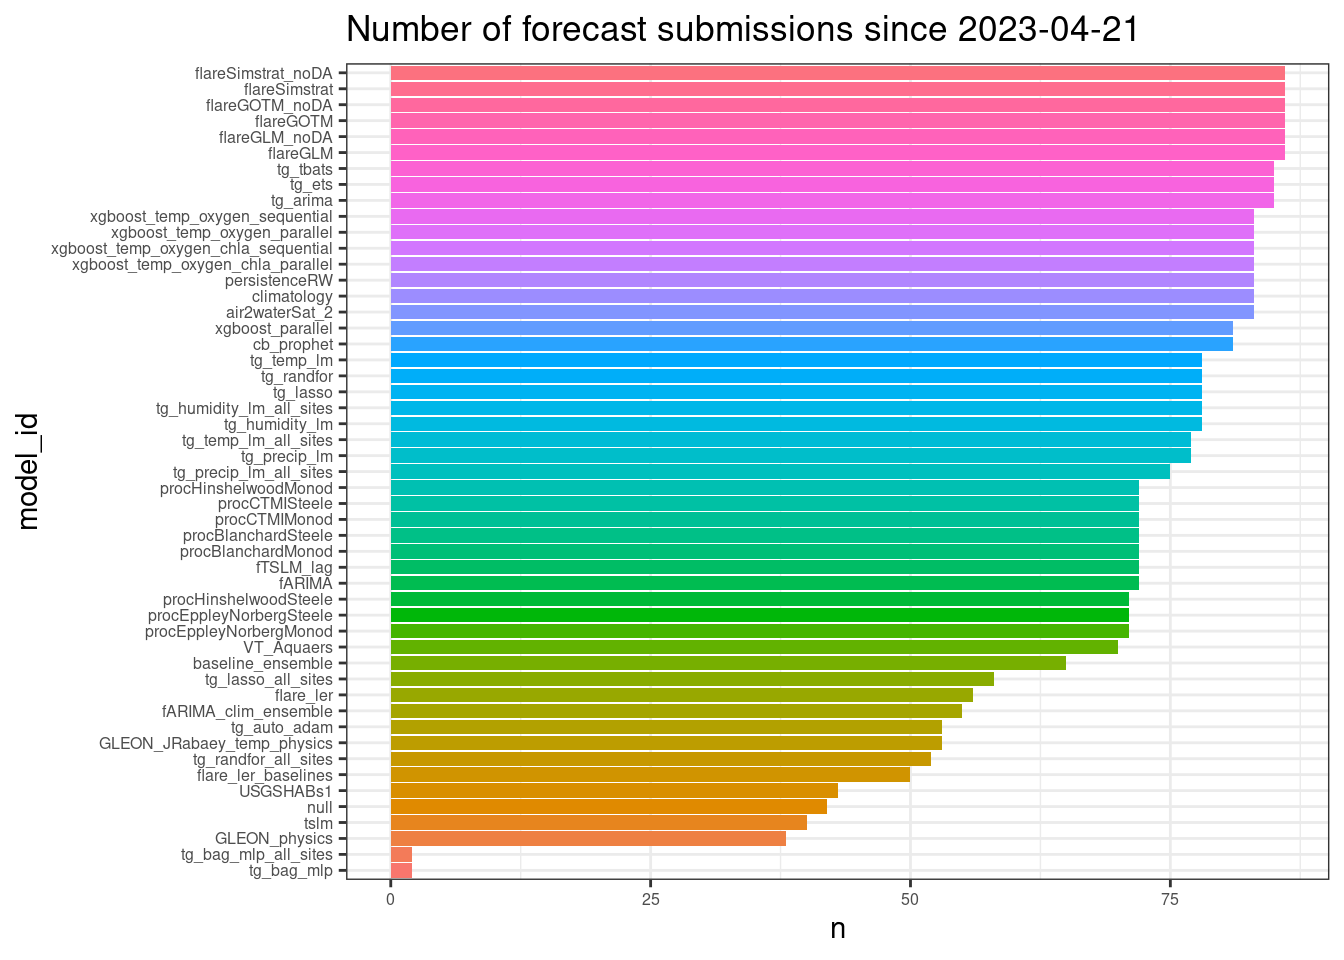 Number of forecast submissions since 2023-04-21
flareSimstrat_noDA
flareSimstrat
flareGOTM_noDA
flareGOTM
flareGLM_noDA
flareGLM
tg_tbats
tg_ets
tg_arima
xgboost_temp_oxygen_sequential
xgboost_temp_oxygen_parallel
xgboost_temp_oxygen_chla_sequential
xgboost_temp_oxygen_chla_parallel
persistenceRW
climatology
air2waterSat_2
xgboost_parallel
cb_prophet
tg_temp_lm
tg_randfor
tg_lasso
tg_humidity_lm_all_sites
tg_humidity_lm
tg_temp_lm_all_sites
tg_precip_lm
tg_precip_lm_all_sites
procHinshelwoodMonod
procCTMISteele
procCTMIMonod
procBlanchardSteele
procBlanchardMonod
fTSLM_lag
fARIMA
procHinshelwoodSteele
procEppleyNorbergSteele
procEppleyNorbergMonod
VT_Aquaers
baseline_ensemble
tg_lasso_all_sites
flare_ler
fARIMA_clim_ensemble
tg_auto_adam
GLEON_JRabaey_temp_physics
tg_randfor_all_sites
flare_ler_baselines
USGSHABs1
null
tslm
GLEON_physics
tg_bag_mlp_all_sites
tg_bag_mlp
model_id
0 25 50 75
n